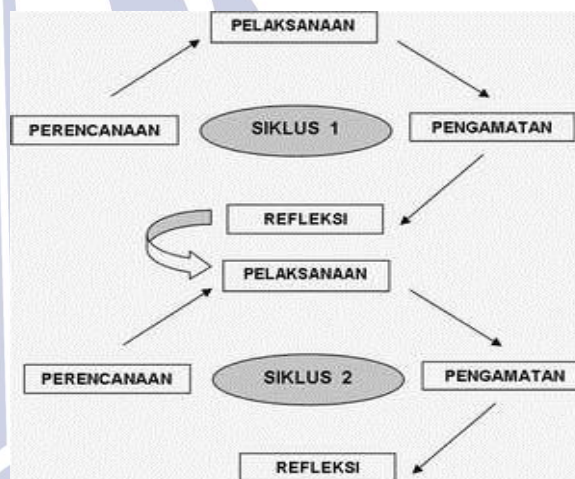 PELAKSANAAN
PERENCANAAN
SIKLUS 1
PENGAMATAN
REFLEKSI
PELAKSANAAN
PERENCANAAN
SIKLUS 2
PENGAMATAN
REFLEKSI